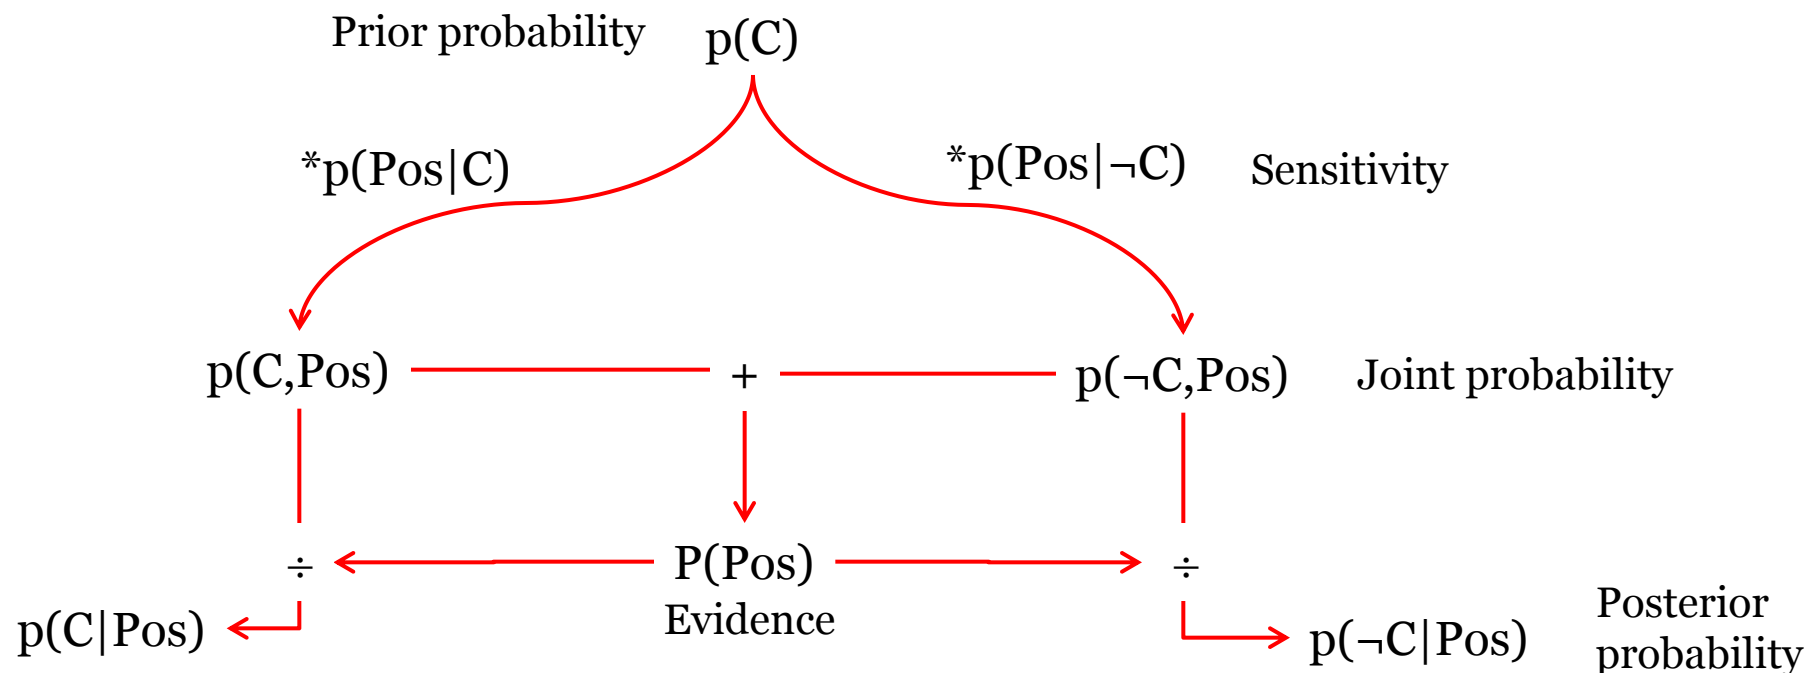 Prior probability p(C)
*p(Pos|C) *p(Pos|¬C) Sensitivity
p(C,Pos) + p(¬C,Pos) Joint probability
÷ P(Pos) ÷
Evidence
p(C|Pos) p(¬C|Pos) Posterior
probability